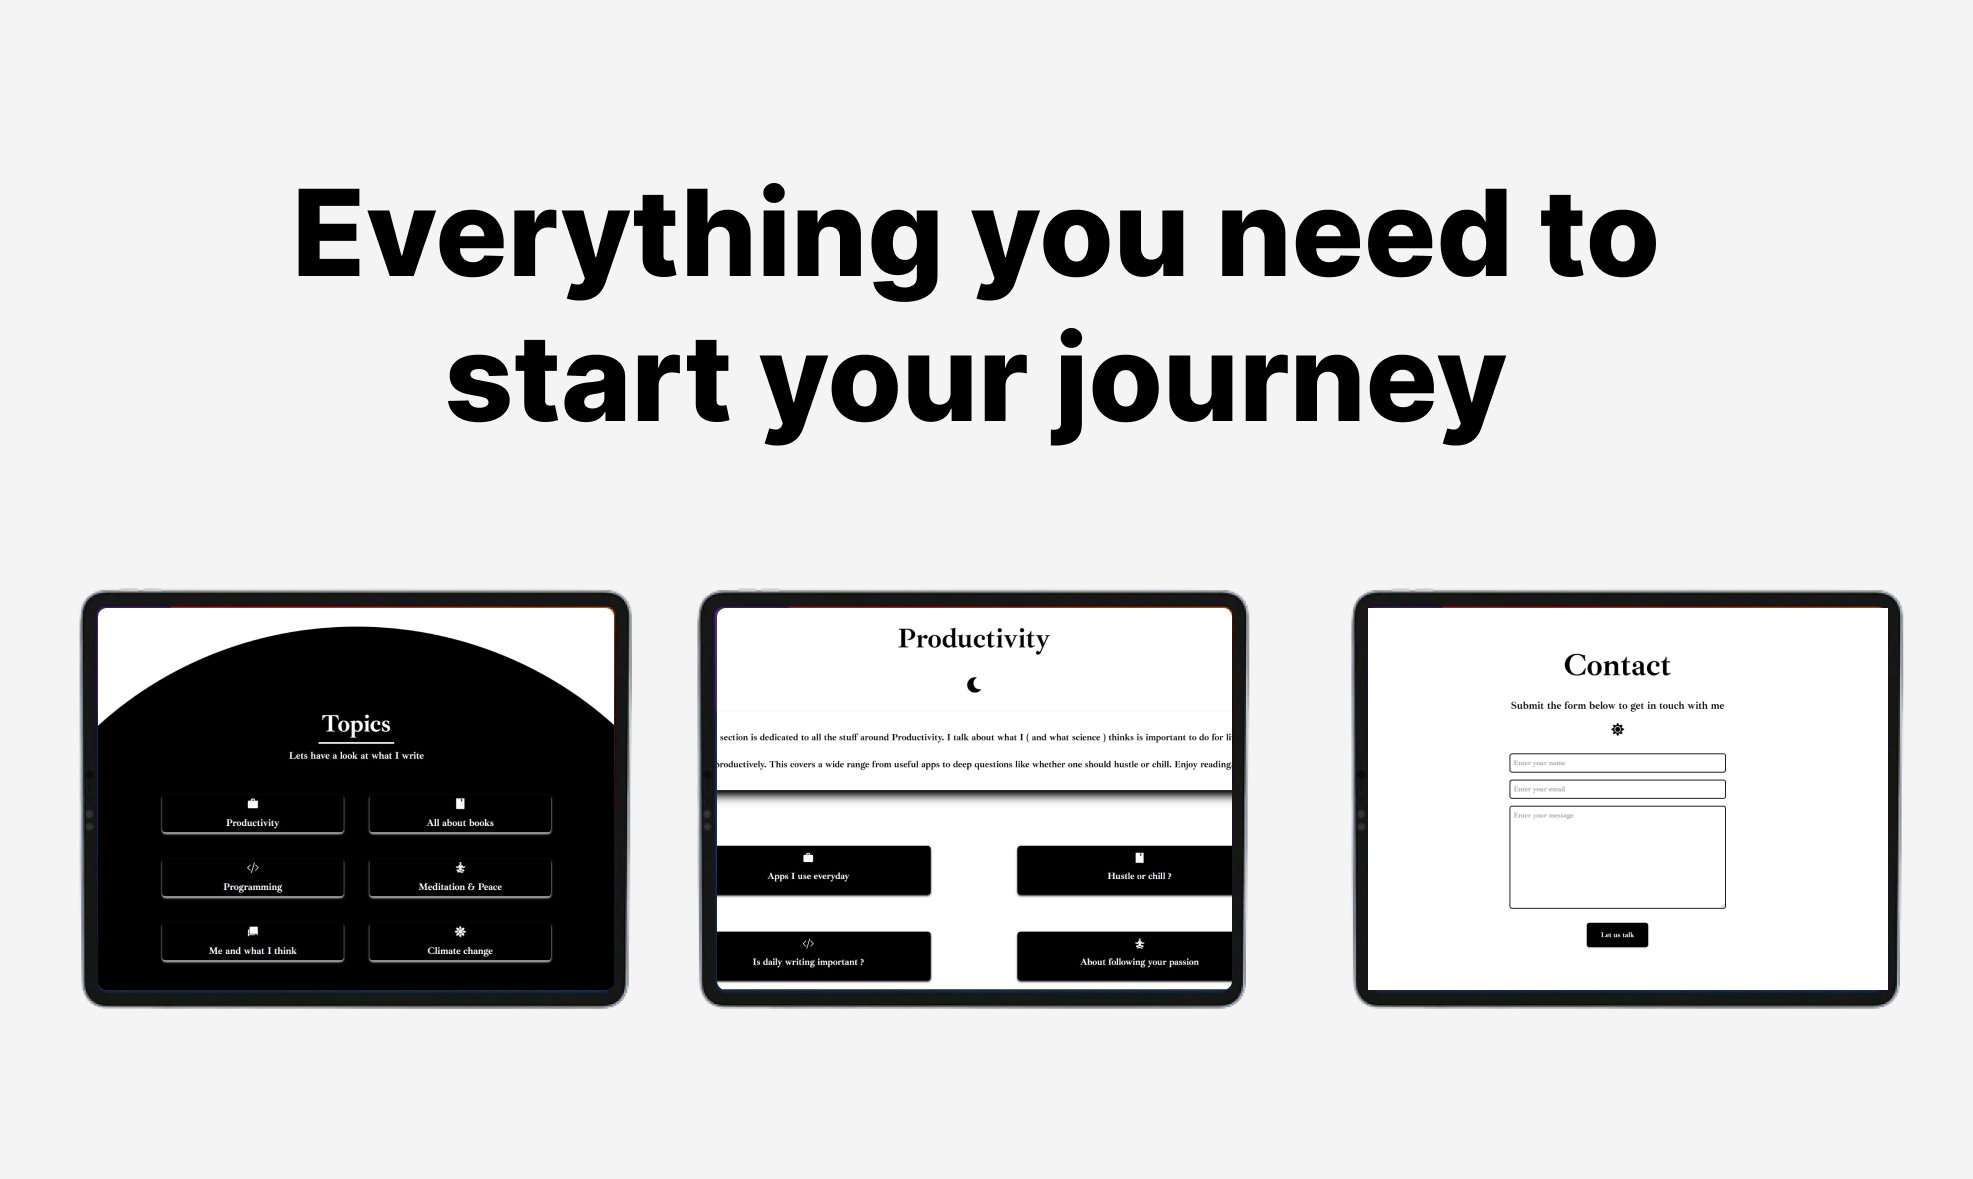 Everything you need to
start your journey
Topics
Lets have a look at what I write
Productivity
All about books
Programming
Meditation & Peace
Me and what I think
Climate change
Productivity
section is dedicated to all the stuff around Productivity. I talk about what I ( and what science ) thinks is important to do for li
roductively. This covers a wide range from useful apps to deep questions like whether one should hustle or chill. Enjoy reading.
Apps I use everyday
Hustle or chill ?
Is daily writing important ?
About following your passion
Contact
Submit the form below to get in touch with me
Enter your name
Enter your email
Enter your message
Let us talk